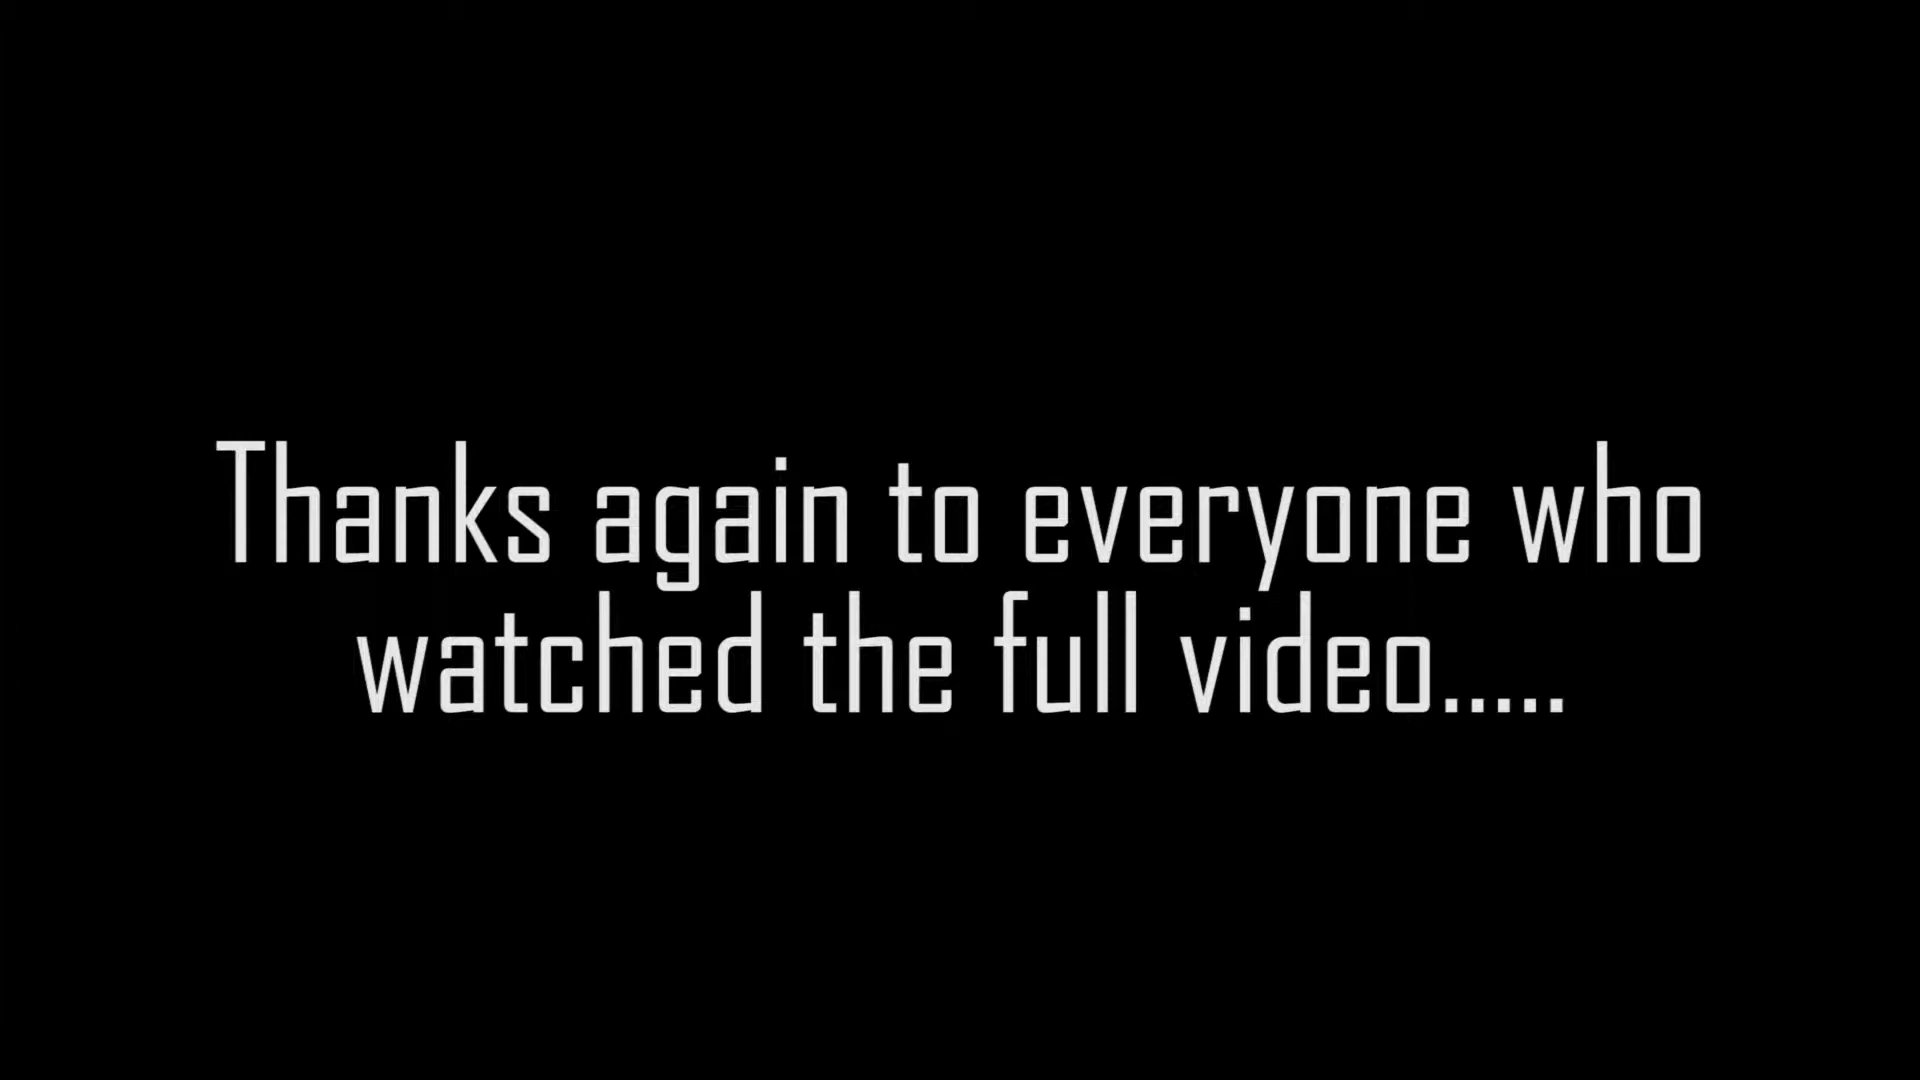 Thanks again to everyone who
watched the full video.....